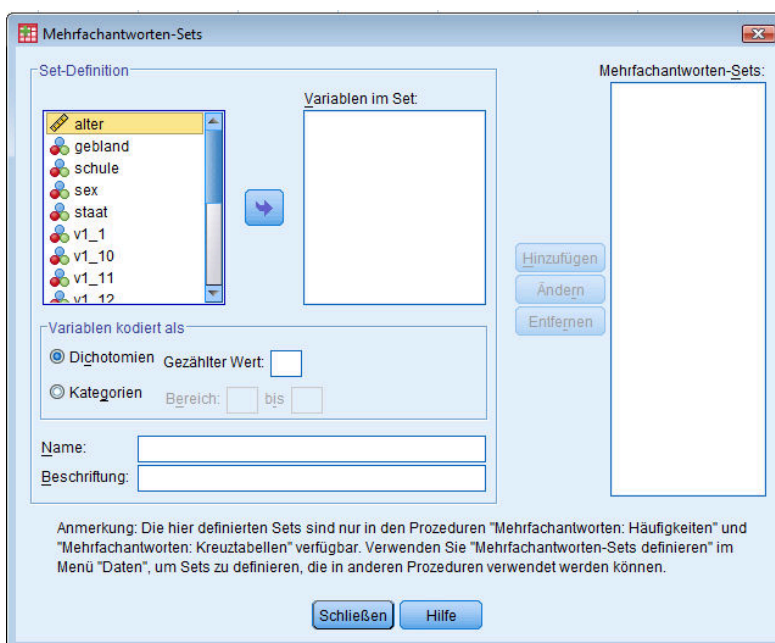 Mehrfachantworten-Sets
Set-Definition
Mehrfachantworten-Sets:
Variablen im Set:
alter
gebland
schule
sex
staat
v1_1
v1_10
v1_11
v1_12
Hinzufügen
Ändern
Entfernen
Variablen kodiert als
Dichotomien Gezählter Wert:
Kategorien Bereich: bis
Name:
Beschriftung:
Anmerkung: Die hier definierten Sets sind nur in den Prozeduren "Mehrfachantworten: Häufigkeiten" und
"Mehrfachantworten: Kreuztabellen" verfügbar. Verwenden Sie "Mehrfachantworten-Sets definieren" im
Menü "Daten", um Sets zu definieren, die in anderen Prozeduren verwendet werden können.
Schließen Hilfe